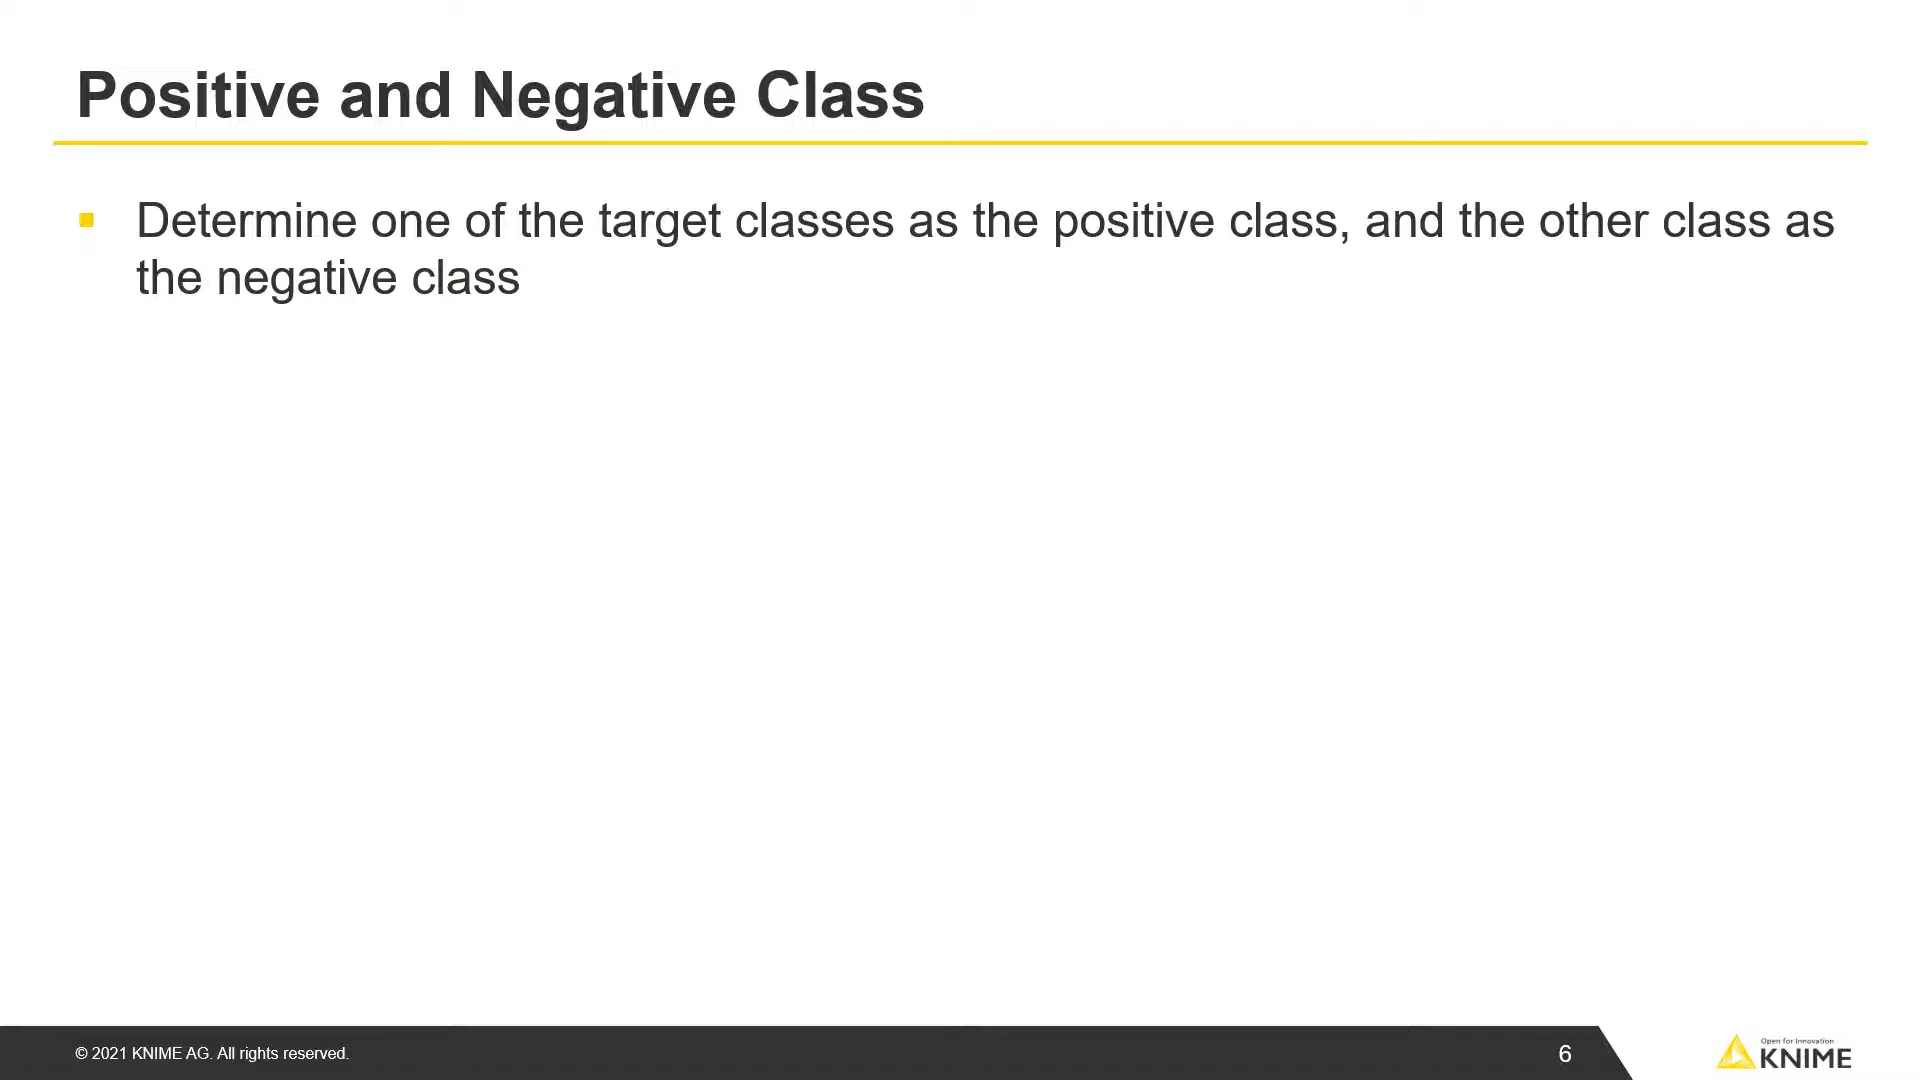 Positive and Negative Class
Determine one of the target classes as the positive class, and the other class as
the negative class
© 2021 KNIME AG. All rights reserved.
6
Open for Innovation
KNIME